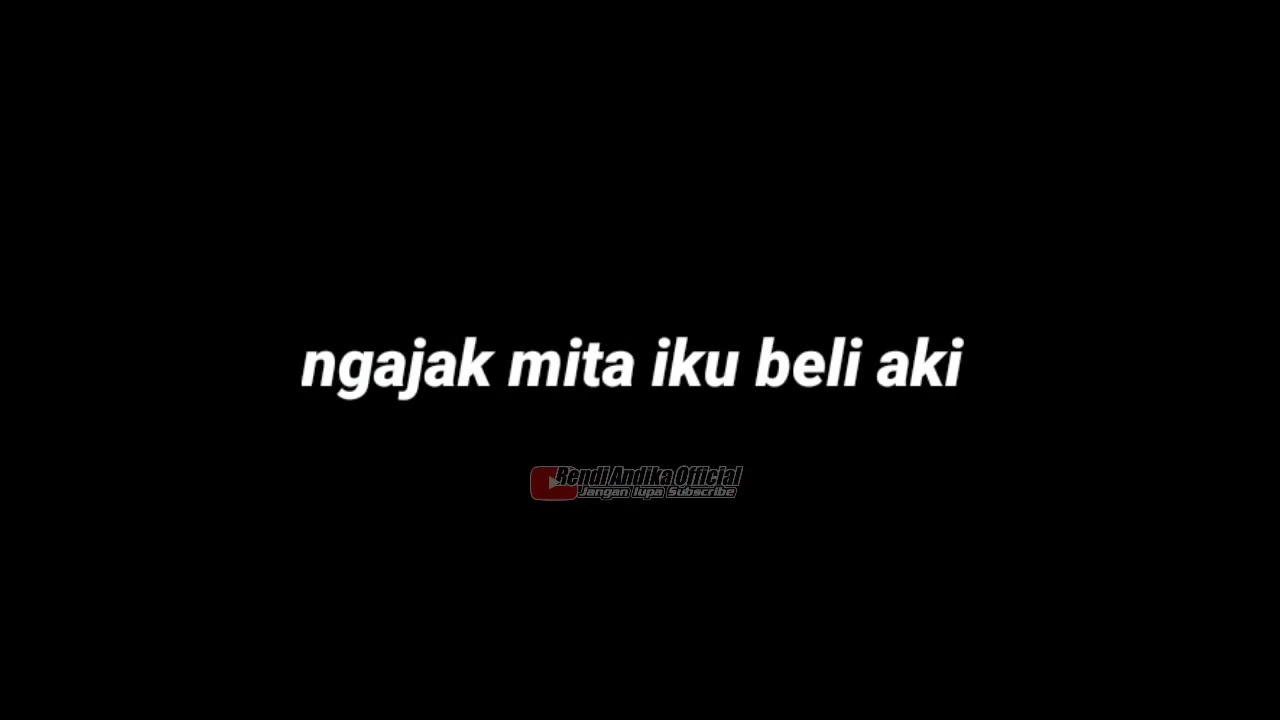 ngajak mita iku beli aki
Rendi Andika Official
Jangan lupa Subscribe